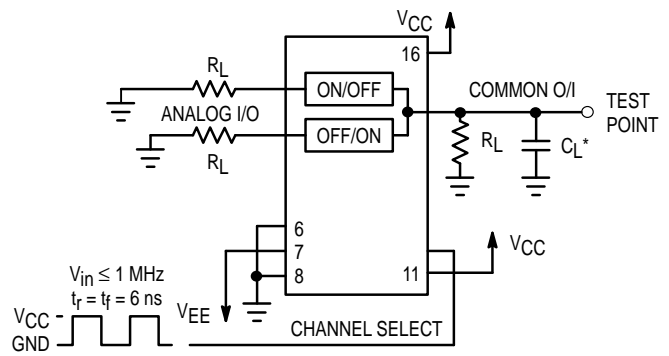 VCC
16
RL
ON/OFF
COMMON O/I
TEST
POINT
ANALOG I/O
OFF/ON
RL
RL
CL*
6
7
8
11
VCC
Vin ≤ 1 MHz
tr = tf = 6 ns
VEE
VCC
GND
CHANNEL SELECT